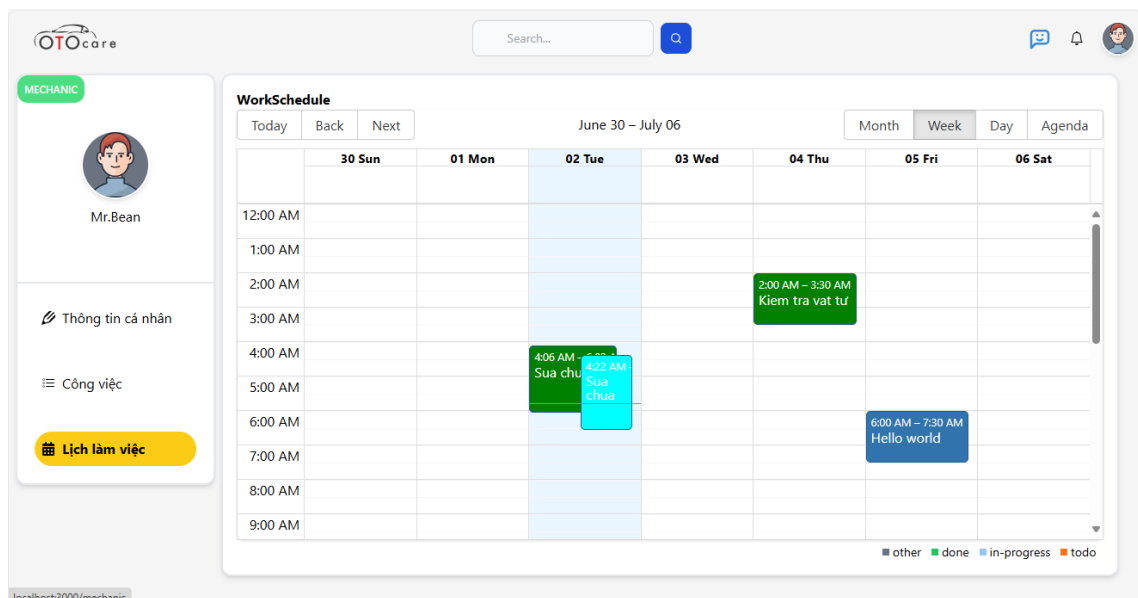 OTOcare
Search...
MECHANIC
Mr.Bean
Thông tin cá nhân
Công việc
Lịch làm việc
WorkSchedule
Today Back Next June 30 – July 06 Month Week Day Agenda
30 Sun 01 Mon 02 Tue 03 Wed 04 Thu 05 Fri 06 Sat
12:00 AM
1:00 AM
2:00 AM
3:00 AM
4:00 AM
5:00 AM
6:00 AM
7:00 AM
8:00 AM
9:00 AM
4:06 AM –
Sua chu
4:22 AM -
Sua
chua
2:00 AM – 3:30 AM
Kiem tra vat tư
6:00 AM – 7:30 AM
Hello world
other done in-progress todo
localhost:3000/mechanic